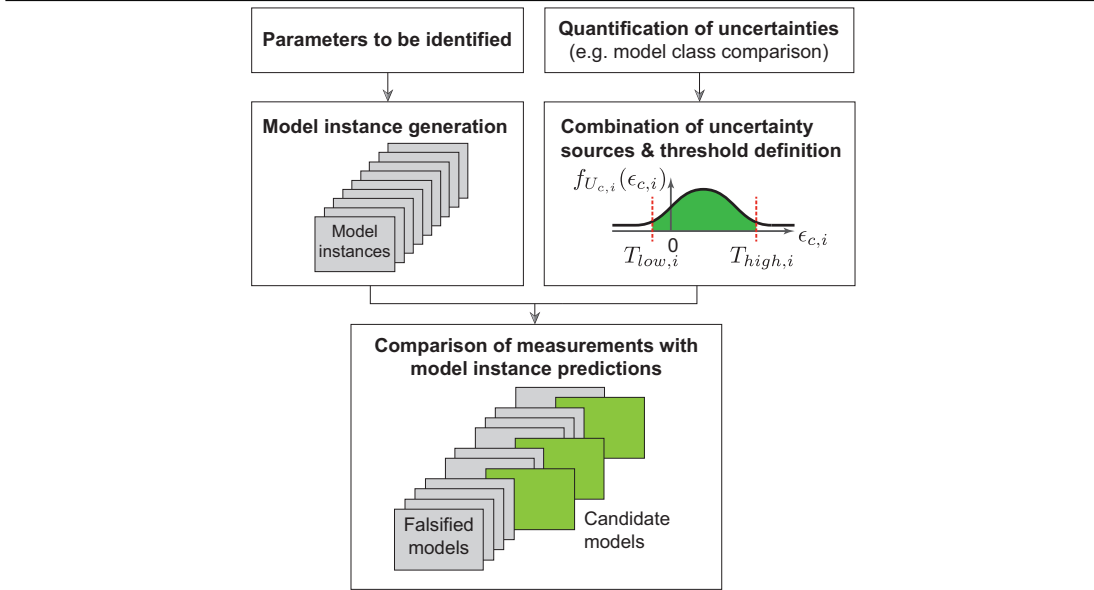 Parameters to be identified
Quantification of uncertainties
(e.g. model class comparison)
Model instance generation
Model
instances
Combination of uncertainty
sources & threshold definition
f_{U_{c,i}}(ϵ_{c,i})
0
ϵ_{c,i}
T_{low,i}
T_{high,i}
Comparison of measurements with
model instance predictions
Falsified
models
Candidate
models